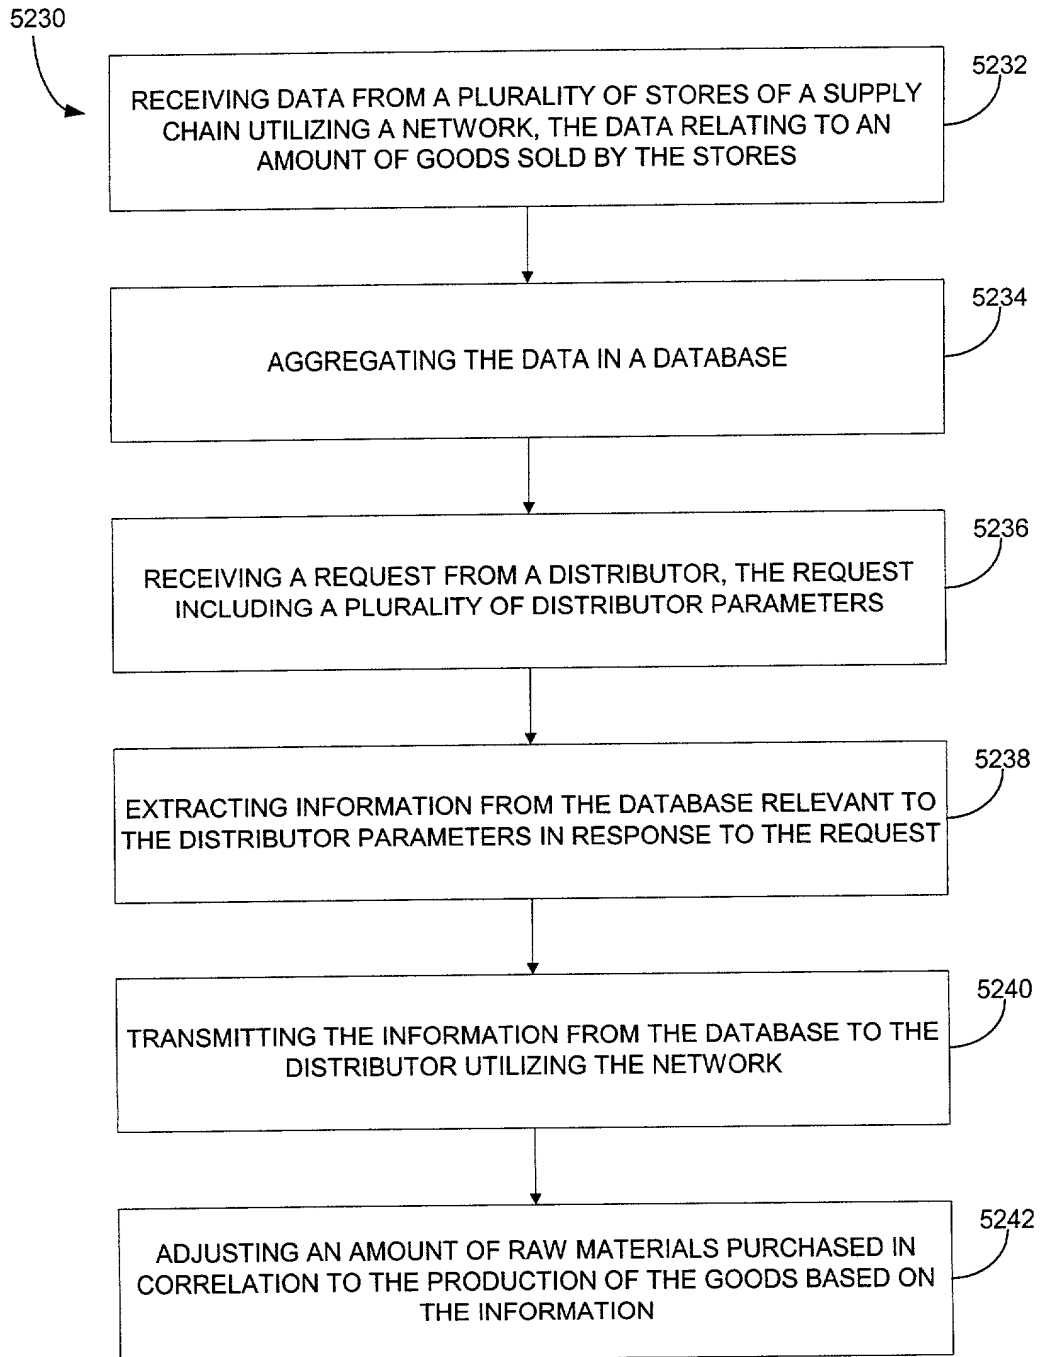 5230
5232
RECEIVING DATA FROM A PLURALITY OF STORES OF A SUPPLY
CHAIN UTILIZING A NETWORK, THE DATA RELATING TO AN
AMOUNT OF GOODS SOLD BY THE STORES
5234
AGGREGATING THE DATA IN A DATABASE
5236
RECEIVING A REQUEST FROM A DISTRIBUTOR, THE REQUEST
INCLUDING A PLURALITY OF DISTRIBUTOR PARAMETERS
5238
EXTRACTING INFORMATION FROM THE DATABASE RELEVANT TO
THE DISTRIBUTOR PARAMETERS IN RESPONSE TO THE REQUEST
5240
TRANSMITTING THE INFORMATION FROM THE DATABASE TO THE
DISTRIBUTOR UTILIZING THE NETWORK
5242
ADJUSTING AN AMOUNT OF RAW MATERIALS PURCHASED IN
CORRELATION TO THE PRODUCTION OF THE GOODS BASED ON
THE INFORMATION